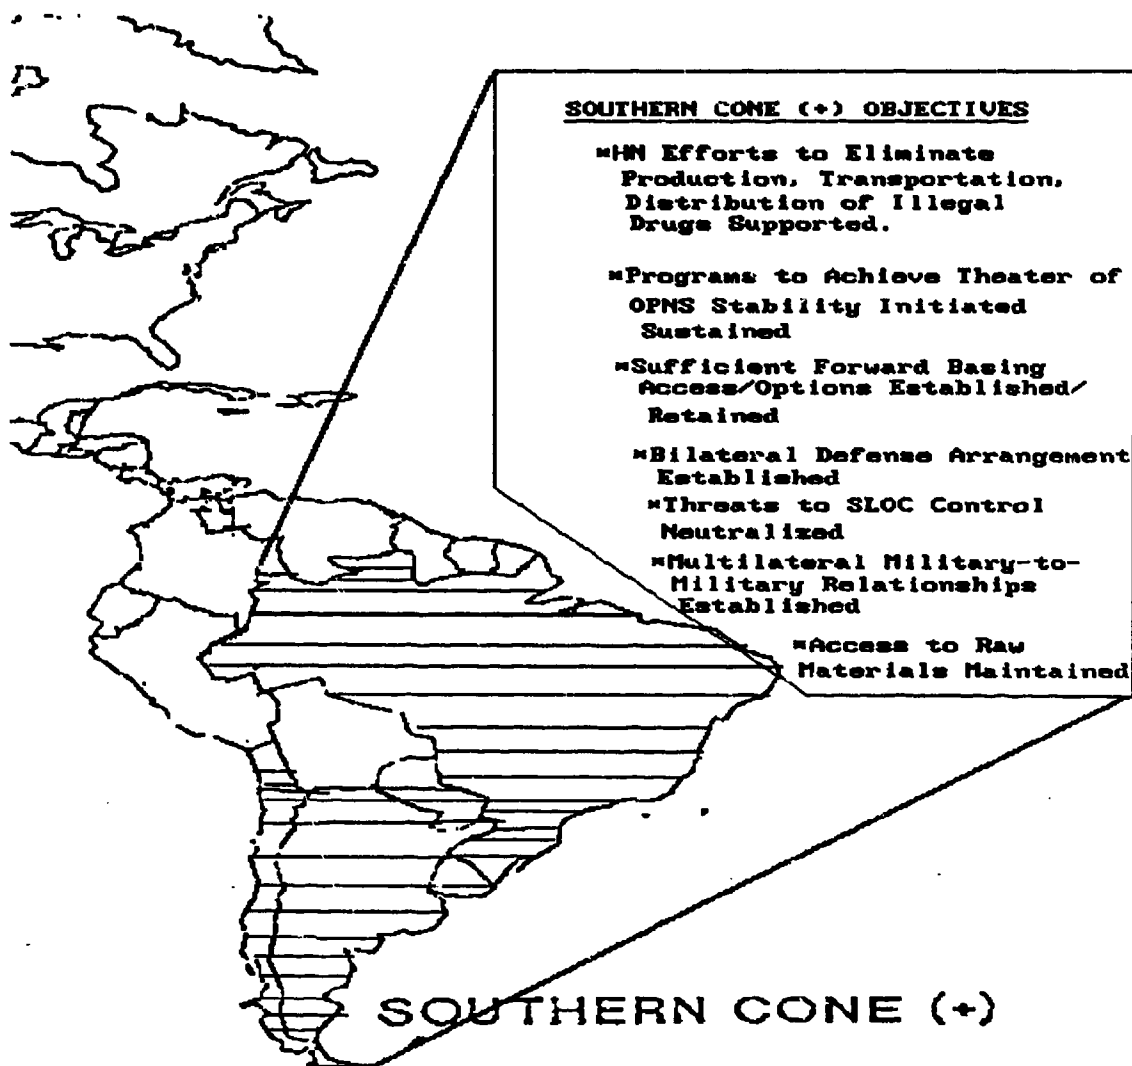 SOUTHERN CONE (+) OBJECTIVES
*HN Efforts to Eliminate
Production, Transportation,
Distribution of Illegal
Drugs Supported.
*Programs to Achieve Theater of
OPNS Stability Initiated
Sustained
*Sufficient Forward Basing
Access/Options Established/
Retained
*Bilateral Defense Arrangement
Established
*Threats to SLOC Control
Neutralized
*Multilateral Military-to-
Military Relationships
Established
*Access to Raw
Materials Maintained
SOUTHERN CONE (+)